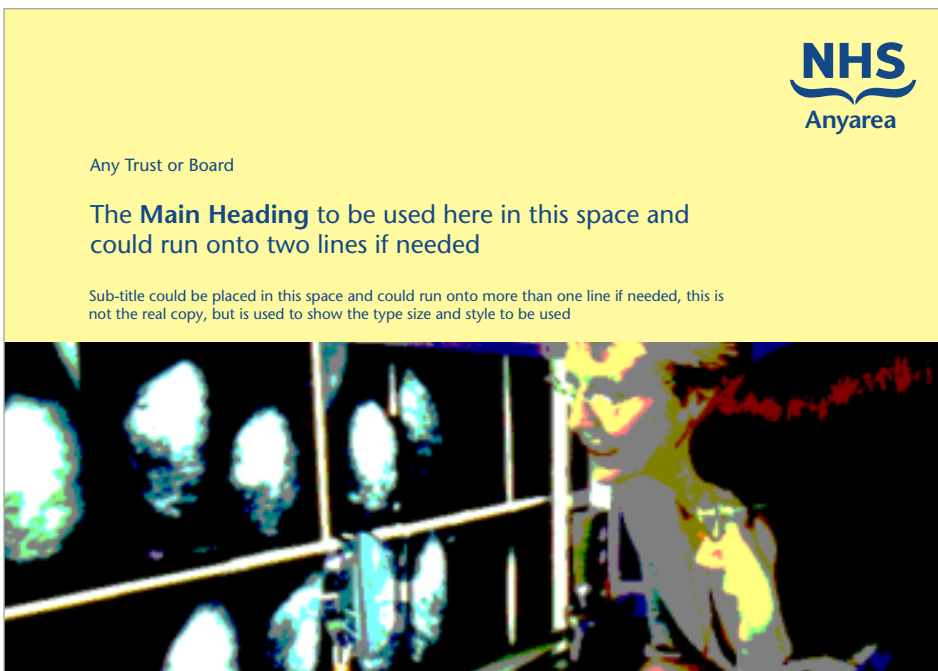 NHS
Anyarea
Any Trust or Board
The Main Heading to be used here in this space and
could run onto two lines if needed
Sub-title could be placed in this space and could run onto more than one line if needed, this is
not the real copy, but is used to show the type size and style to be used